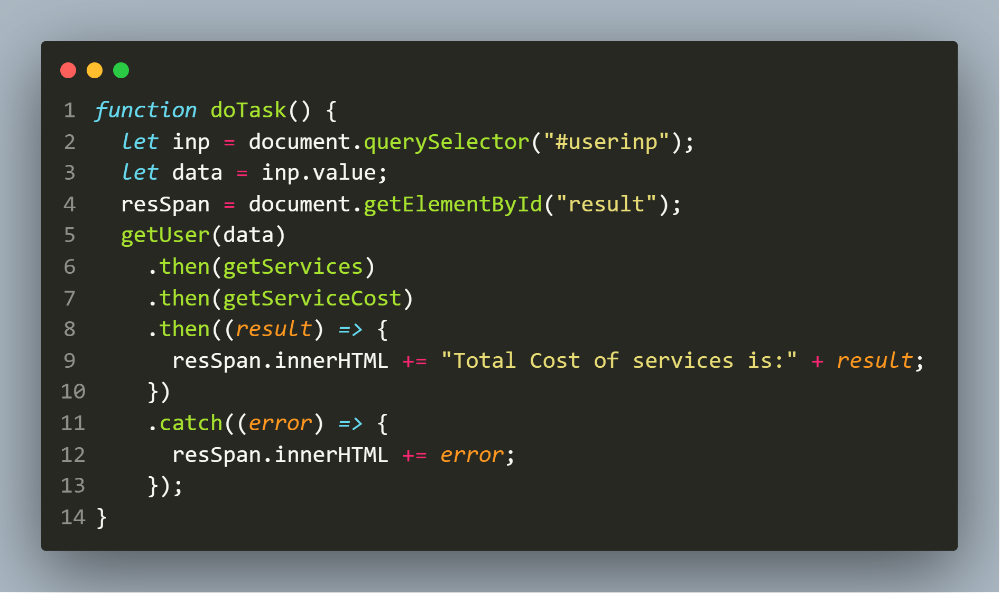 1 function doTask() {
2   let inp = document.querySelector("#userinp");
3   let data = inp.value;
4   resSpan = document.getElementById("result");
5   getUser(data)
6     .then(getServices)
7     .then(getServiceCost)
8     .then((result) => {
9       resSpan.innerHTML += "Total Cost of services is:" + result;
10     })
11     .catch((error) => {
12       resSpan.innerHTML += error;
13     });
14 }